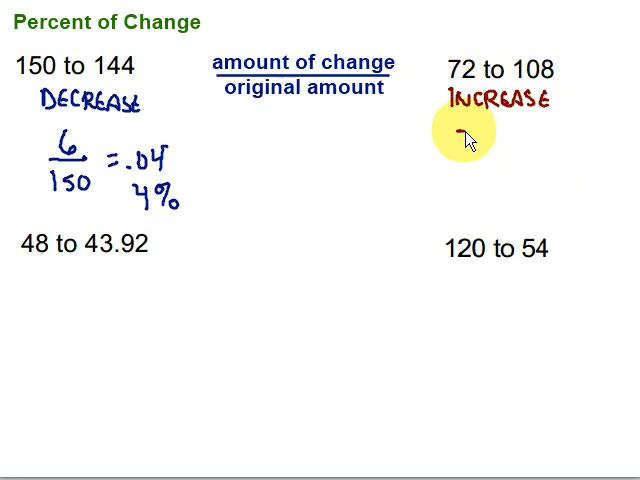 Percent of Change
150 to 144
DECREASE
6
150
= .04
4%
amount of change
original amount
72 to 108
INCREASE
48 to 43.92
120 to 54